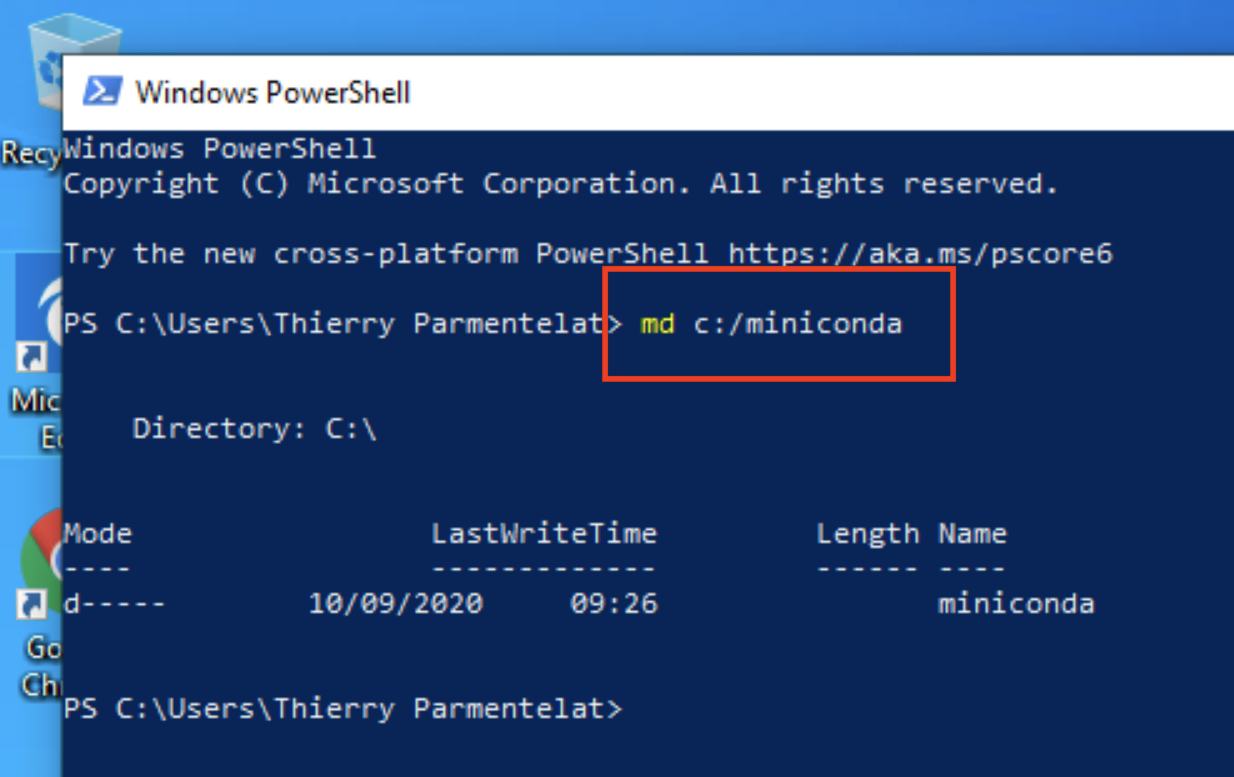 Windows PowerShell
Recy
Windows PowerShell
Copyright (C) Microsoft Corporation. All rights reserved.
Try the new cross-platform PowerShell https://aka.ms/pscore6
PS C:\Users\Thierry Parmentelat> md c:/miniconda
Mic
Directory: C:\
Mode LastWriteTime Length Name
---- ------------- ------ ----
d----- 10/09/2020 09:26 miniconda
Go
Ch
PS C:\Users\Thierry Parmentelat>